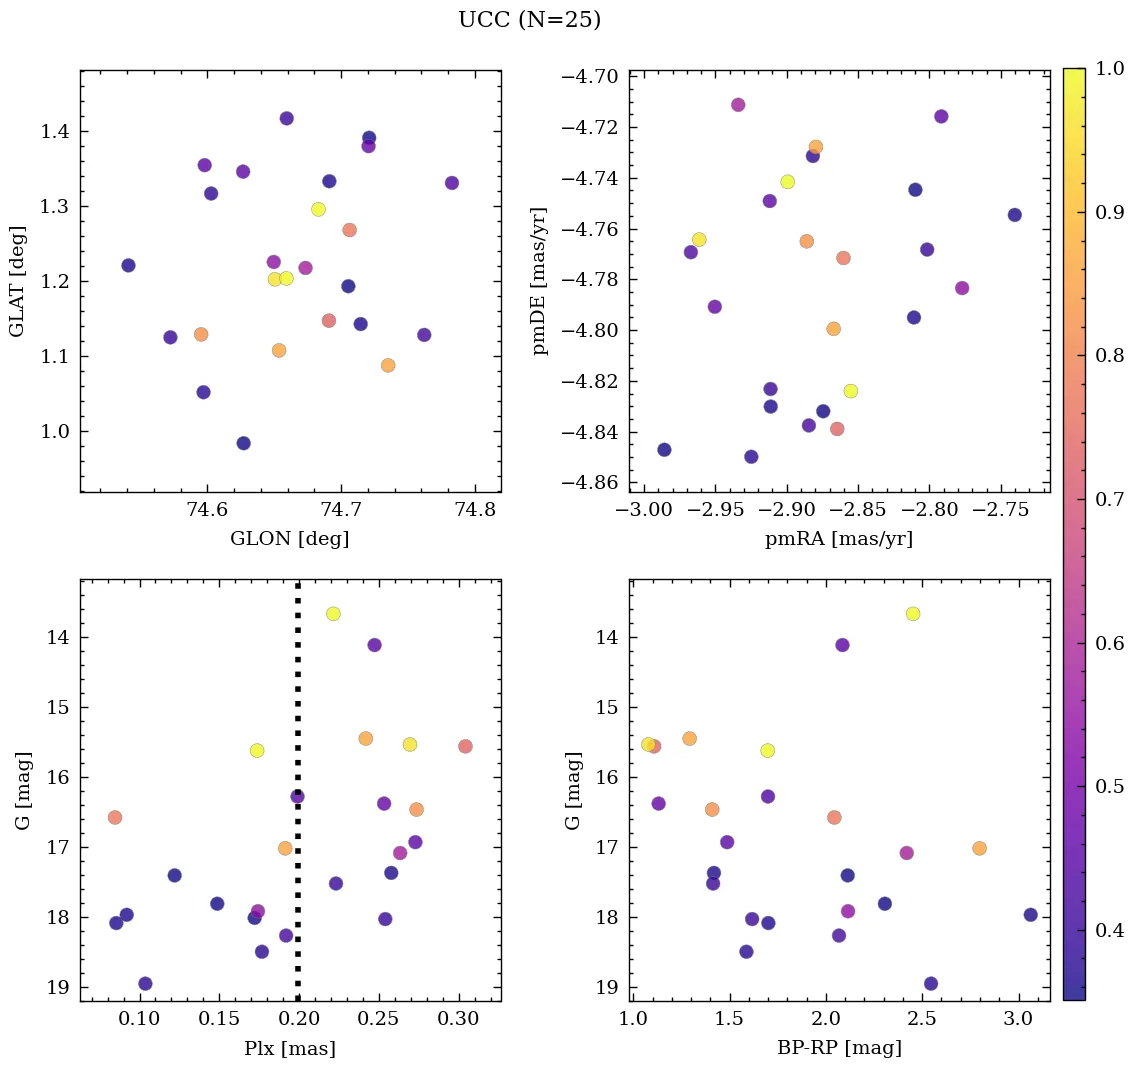 UCC (N=25)
1.4
1.3
1.2
1.1
1.0
GLAT [deg]
74.6 74.7 74.8
GLON [deg]
−4.70
−4.72
−4.74
−4.76
−4.78
−4.80
−4.82
−4.84
−4.86
pmDE [mas/yr]
−3.00 −2.95 −2.90 −2.85 −2.80 −2.75
pmRA [mas/yr]
14
15
16
17
18
19
G [mag]
0.10 0.15 0.20 0.25 0.30
Plx [mas]
14
15
16
17
18
19
G [mag]
1.0 1.5 2.0 2.5 3.0
BP-RP [mag]
1.0
0.9
0.8
0.7
0.6
0.5
0.4